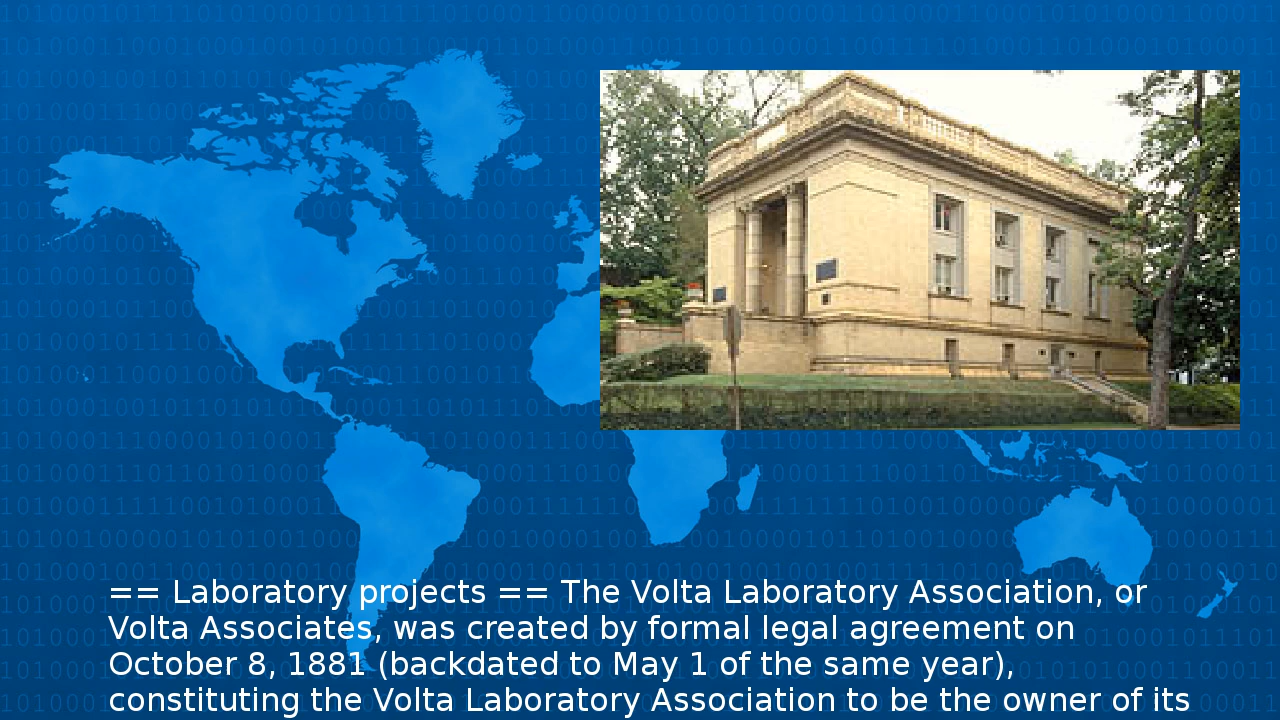 == Laboratory projects == The Volta Laboratory Association, or
Volta Associates, was created by formal legal agreement on
October 8, 1881 (backdated to May 1 of the same year),
constituting the Volta Laboratory Association to be the owner of its